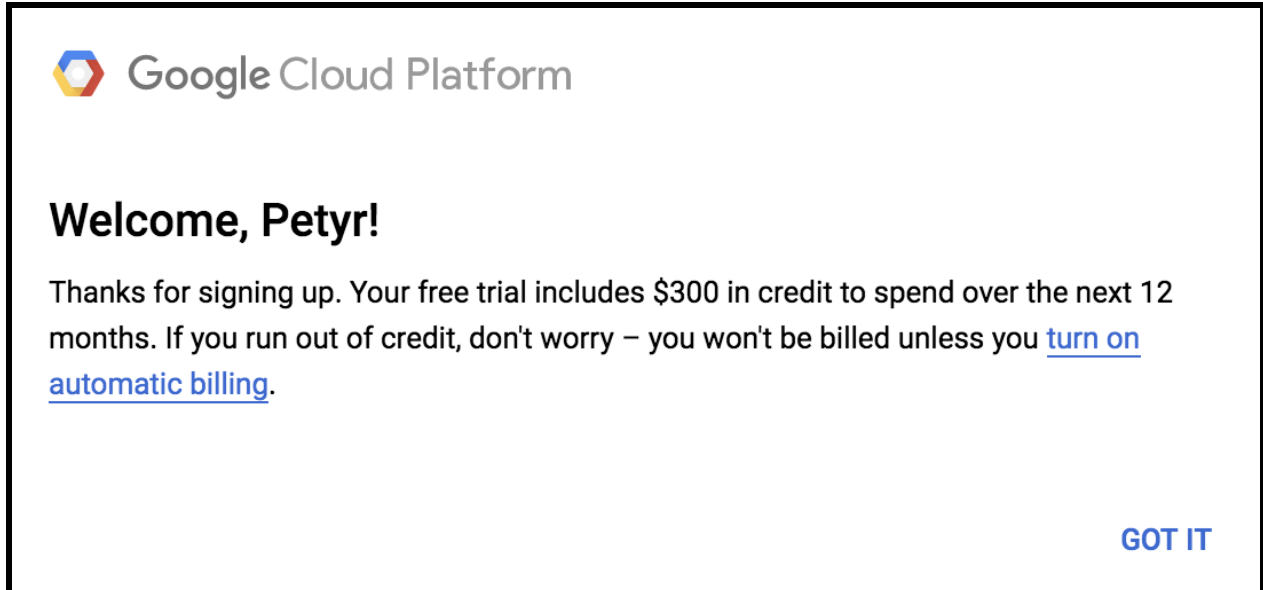 Google Cloud Platform
Welcome, Petyr!
Thanks for signing up. Your free trial includes $300 in credit to spend over the next 12
months. If you run out of credit, don't worry – you won't be billed unless you turn on
automatic billing.
GOT IT